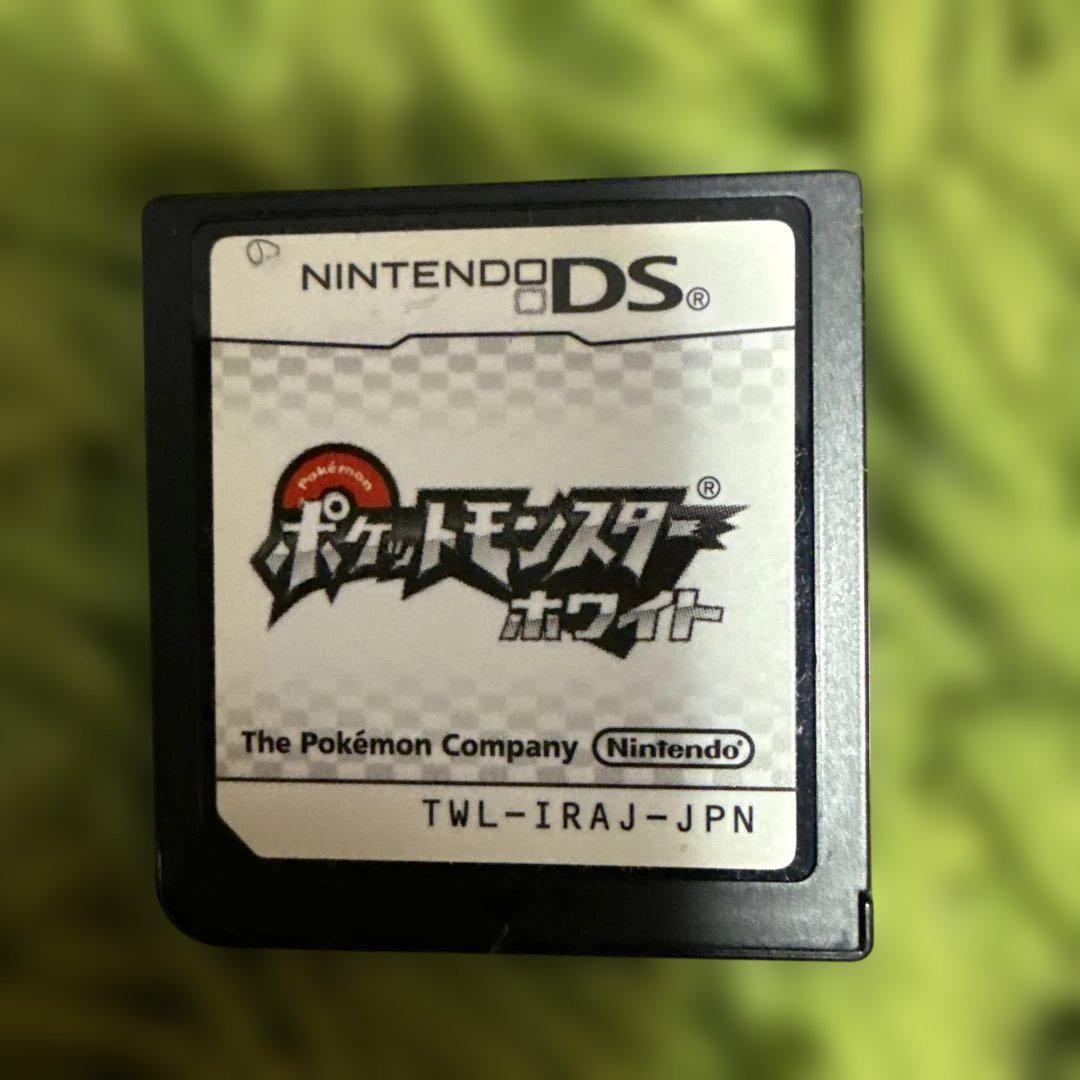 NINTENDO DS®
Pokémon
ポケットモンスター®
ホワイト
The Pokémon Company Nintendo®
TWL-IRAJ-JPN